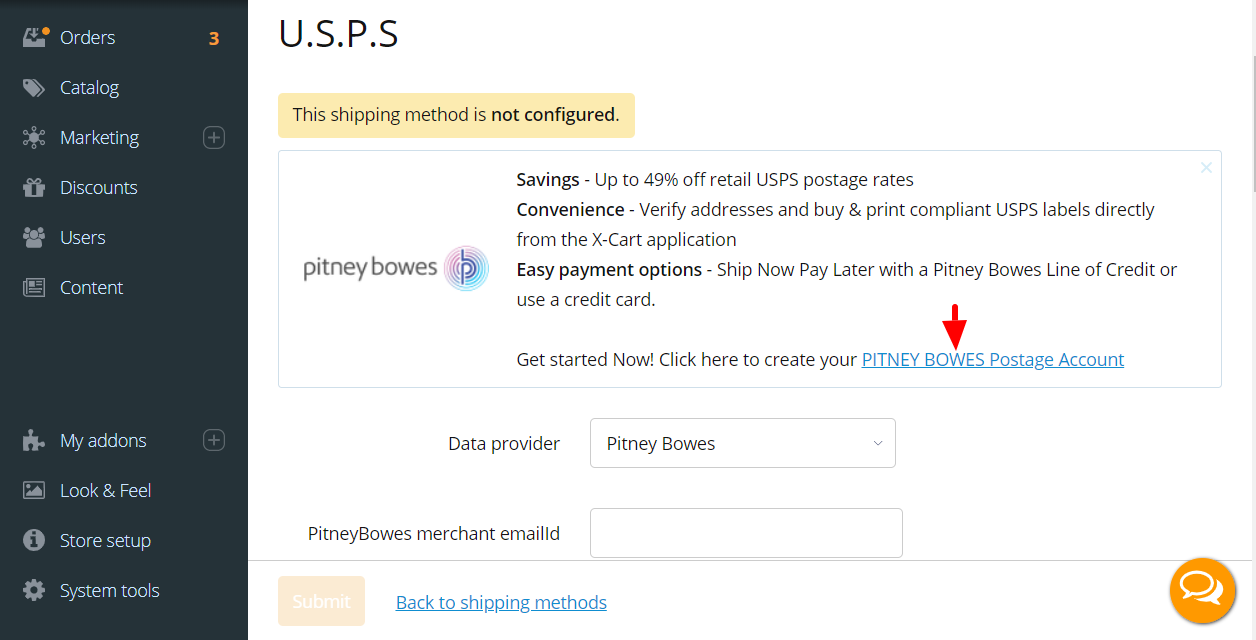 Orders
3
Catalog
Marketing
Discounts
Users
Content
My addons
Look & Feel
Store setup
System tools
U.S.P.S
This shipping method is not configured.
pitney bowes
Savings - Up to 49% off retail USPS postage rates
Convenience - Verify addresses and buy & print compliant USPS labels directly
from the X-Cart application
Easy payment options - Ship Now Pay Later with a Pitney Bowes Line of Credit or
use a credit card.
Get started Now! Click here to create your PITNEY BOWES Postage Account
Data provider
Pitney Bowes
PitneyBowes merchant emailId
Submit
Back to shipping methods